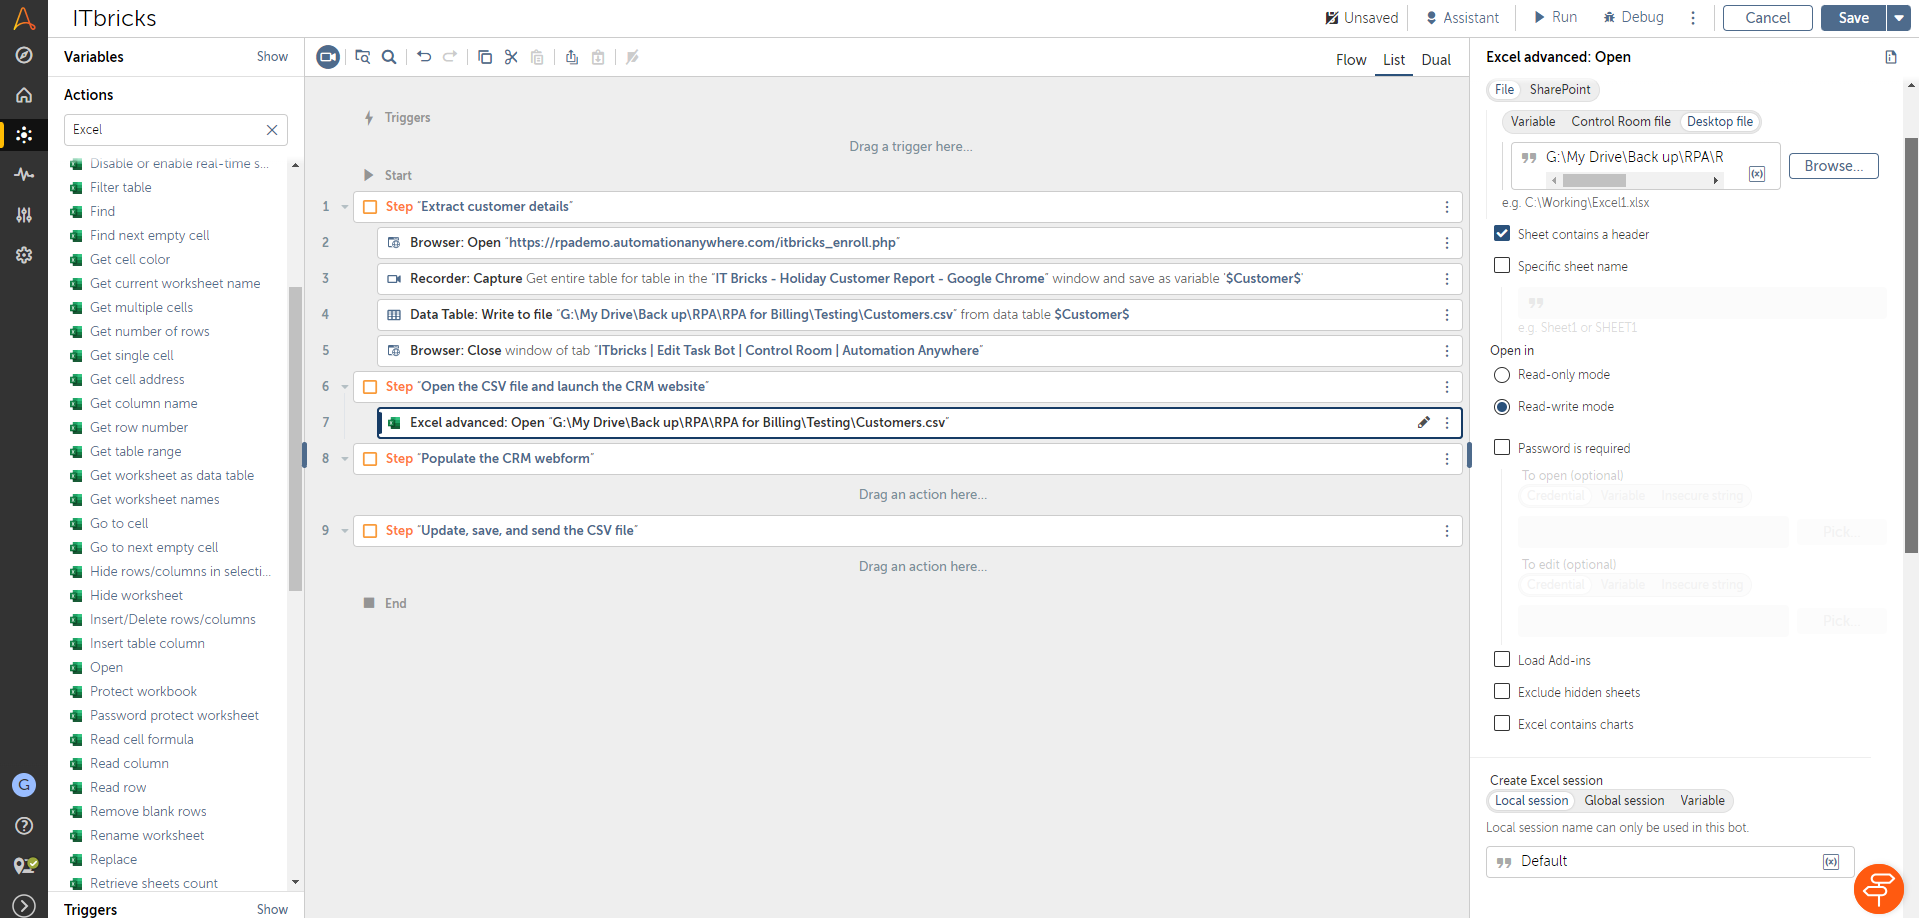 ITbricks
Unsaved
Assistant
Run
Debug
Cancel
Save
Variables
Show
Actions
Excel
Disable or enable real-time s...
Filter table
Find
Find next empty cell
Get cell color
Get current worksheet name
Get multiple cells
Get number of rows
Get single cell
Get cell address
Get column name
Get row number
Get table range
Get worksheet as data table
Get worksheet names
Go to cell
Go to next empty cell
Hide rows/columns in selecti...
Hide worksheet
Insert/Delete rows/columns
Insert table column
Open
Protect workbook
Password protect worksheet
Read cell formula
Read column
Read row
Remove blank rows
Rename worksheet
Replace
Retrieve sheets count
Triggers
Show
G
Flow List Dual
Triggers
Drag a trigger here...
Start
1 Step "Extract customer details"
2 Browser: Open "https://rpademo.automationanywhere.com/itbricks_enroll.php"
3 Recorder: Capture Get entire table for table in the "IT Bricks - Holiday Customer Report - Google Chrome" window and save as variable '$Customer$'
4 Data Table: Write to file "G:\My Drive\Back up\RPA\RPA for Billing\Testing\Customers.csv" from data table $Customer$
5 Browser: Close window of tab "ITbricks | Edit Task Bot | Control Room | Automation Anywhere"
6 Step "Open the CSV file and launch the CRM website"
7 Excel advanced: Open "G:\My Drive\Back up\RPA\RPA for Billing\Testing\Customers.csv"
8 Step "Populate the CRM webform"
Drag an action here...
9 Step "Update, save, and send the CSV file"
Drag an action here...
End
Excel advanced: Open
File SharePoint
Variable Control Room file Desktop file
G:\My Drive\Back up\RPA\R
(x)
Browse...
e.g. C:\Working\Excel1.xlsx
Sheet contains a header
Specific sheet name
e.g. Sheet1 or SHEET1
Open in
Read-only mode
Read-write mode
Password is required
To open (optional)
Credential Variable Insecure string
Pick...
To edit (optional)
Credential Variable Insecure string
Pick...
Load Add-ins
Exclude hidden sheets
Excel contains charts
Create Excel session
Local session Global session Variable
Local session name can only be used in this bot.
Default
(x)